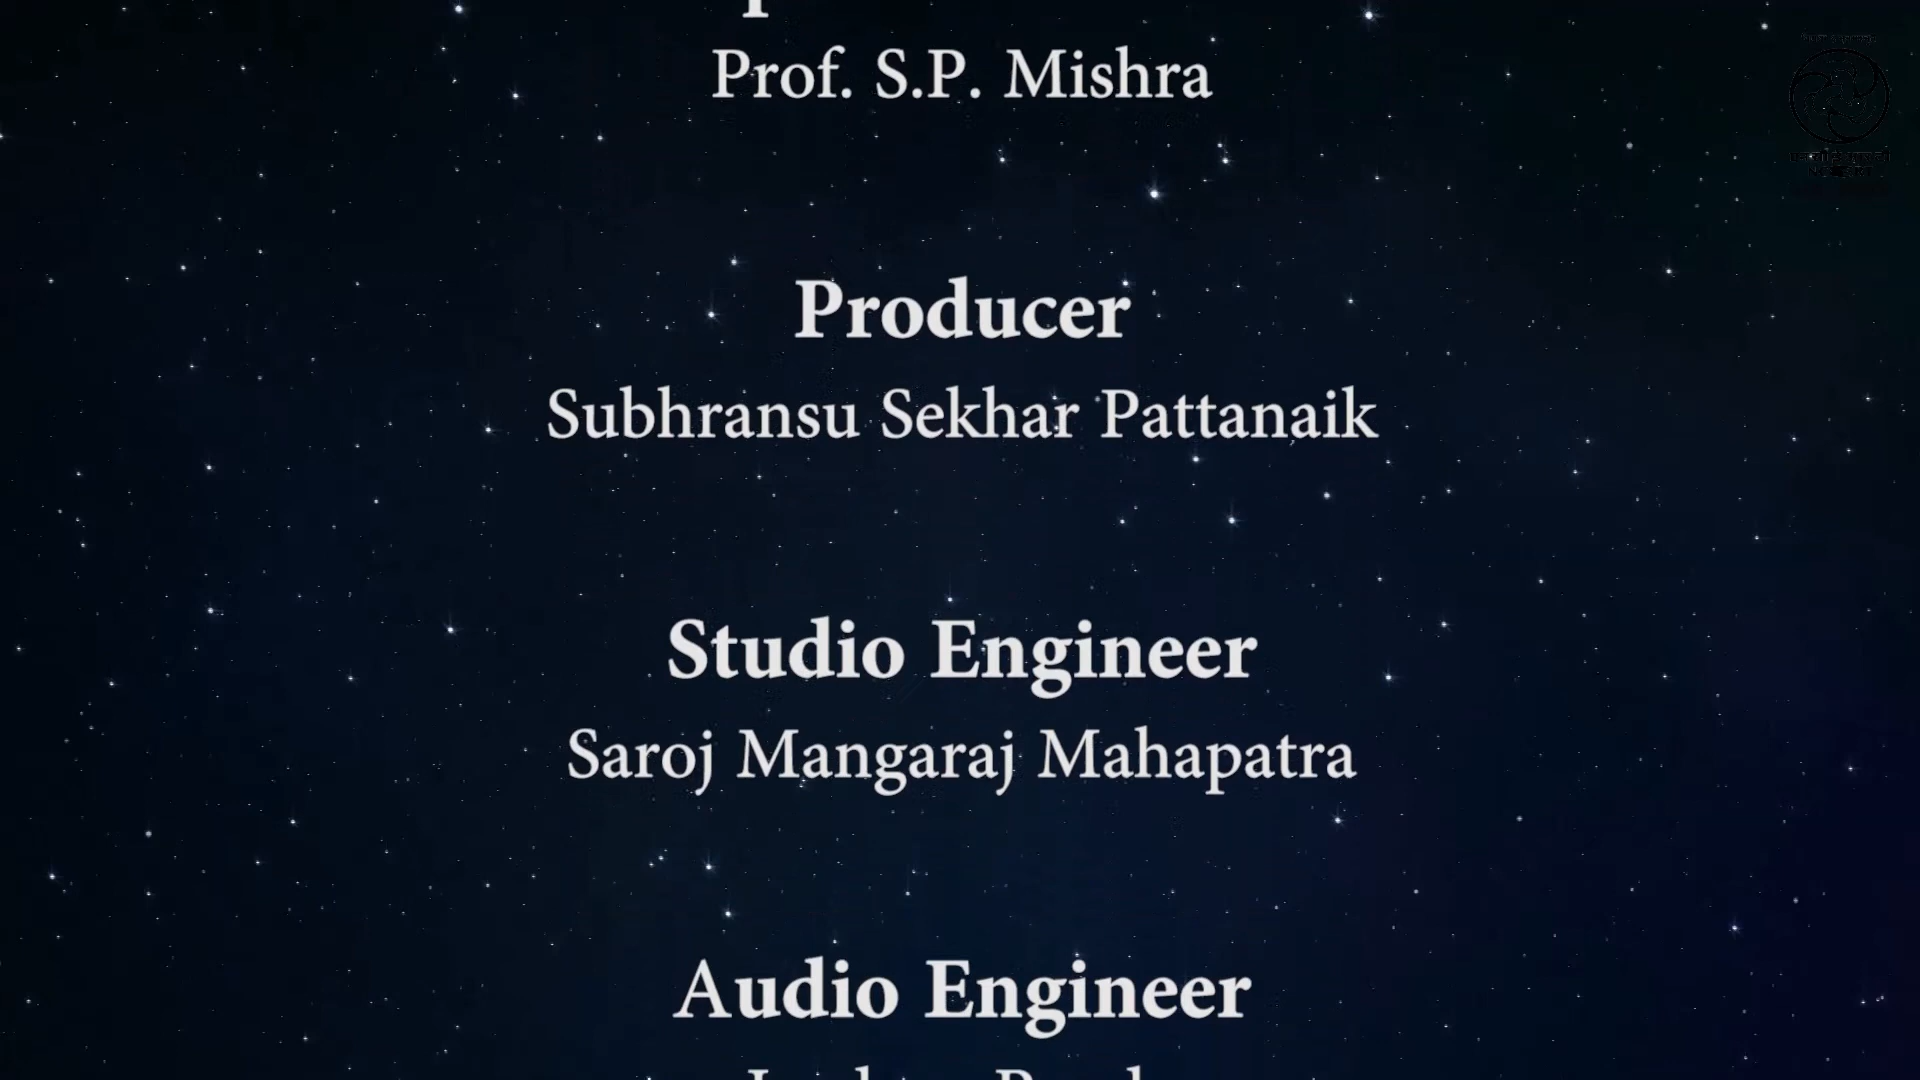 Prof. S.P. Mishra
Producer
Subhransu Sekhar Pattanaik
Studio Engineer
Saroj Mangaraj Mahapatra
Audio Engineer